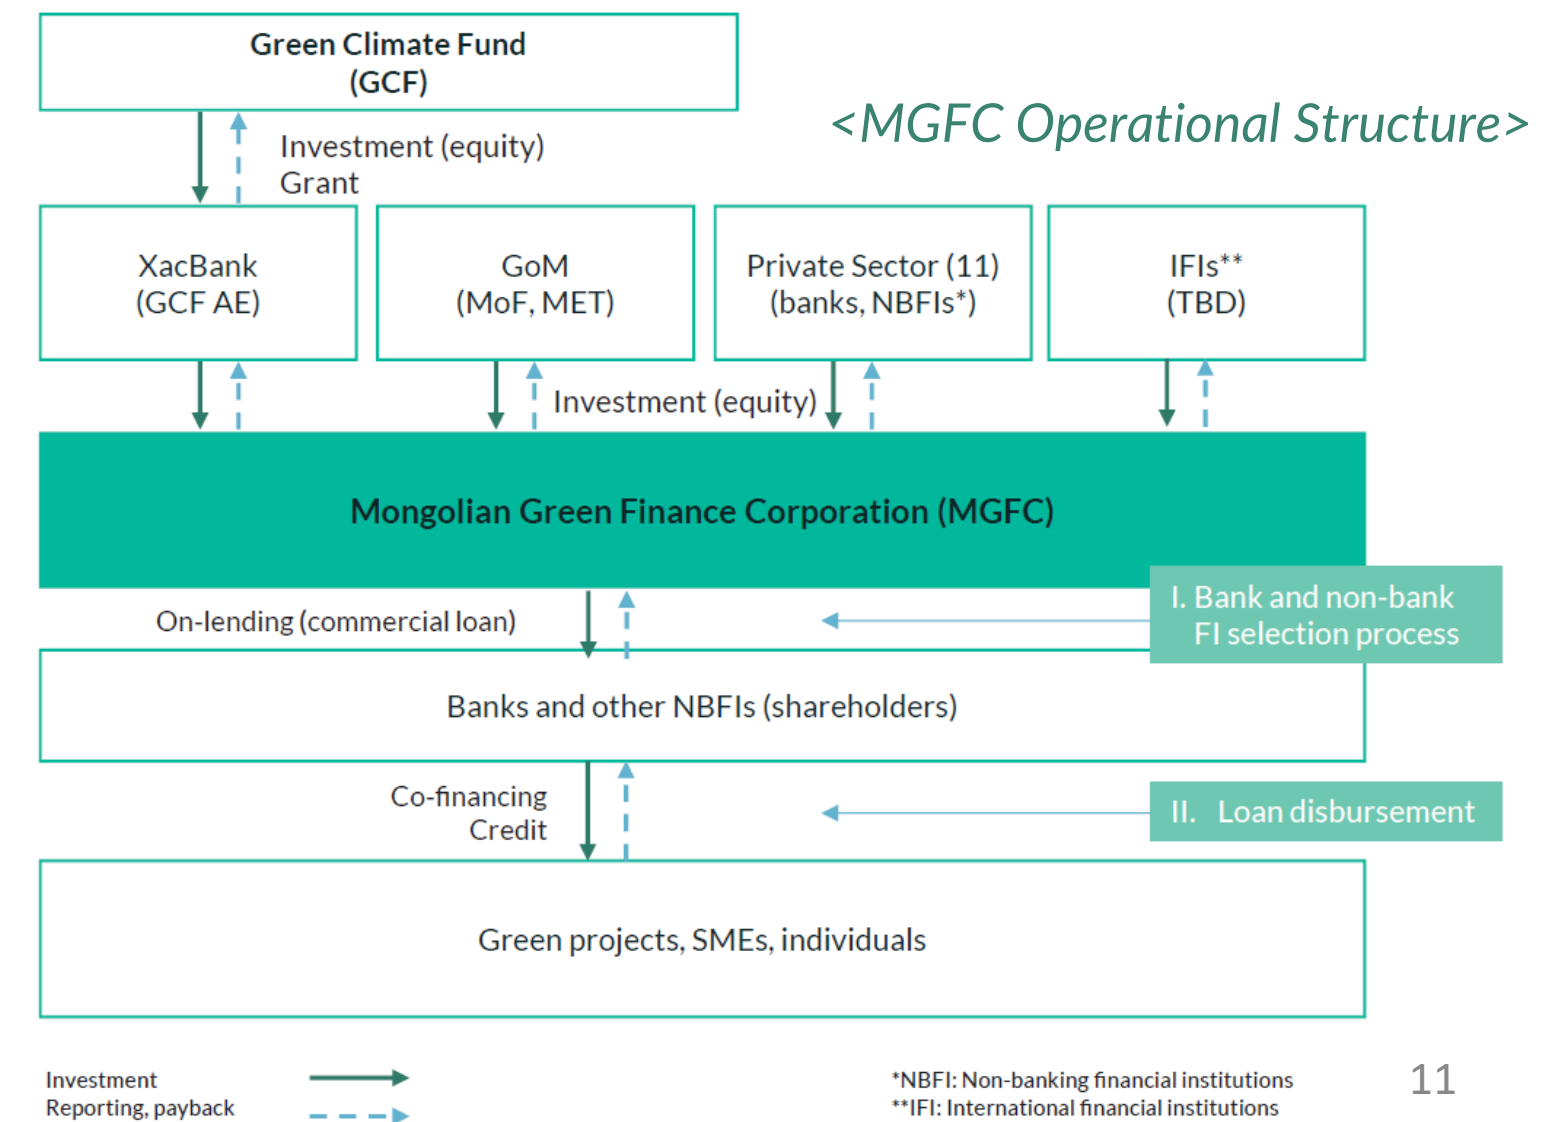 Green Climate Fund
(GCF)
<MGFC Operational Structure>
Investment (equity)
Grant
XacBank
(GCF AE)
GoM
(MoF, MET)
Private Sector (11)
(banks, NBFIs*)
IFIs**
(TBD)
Investment (equity)
Mongolian Green Finance Corporation (MGFC)
On-lending (commercial loan)
I. Bank and non-bank
FI selection process
Banks and other NBFIs (shareholders)
Co-financing
Credit
II. Loan disbursement
Green projects, SMEs, individuals
Investment
Reporting, payback
*NBFI: Non-banking financial institutions
**IFI: International financial institutions
11